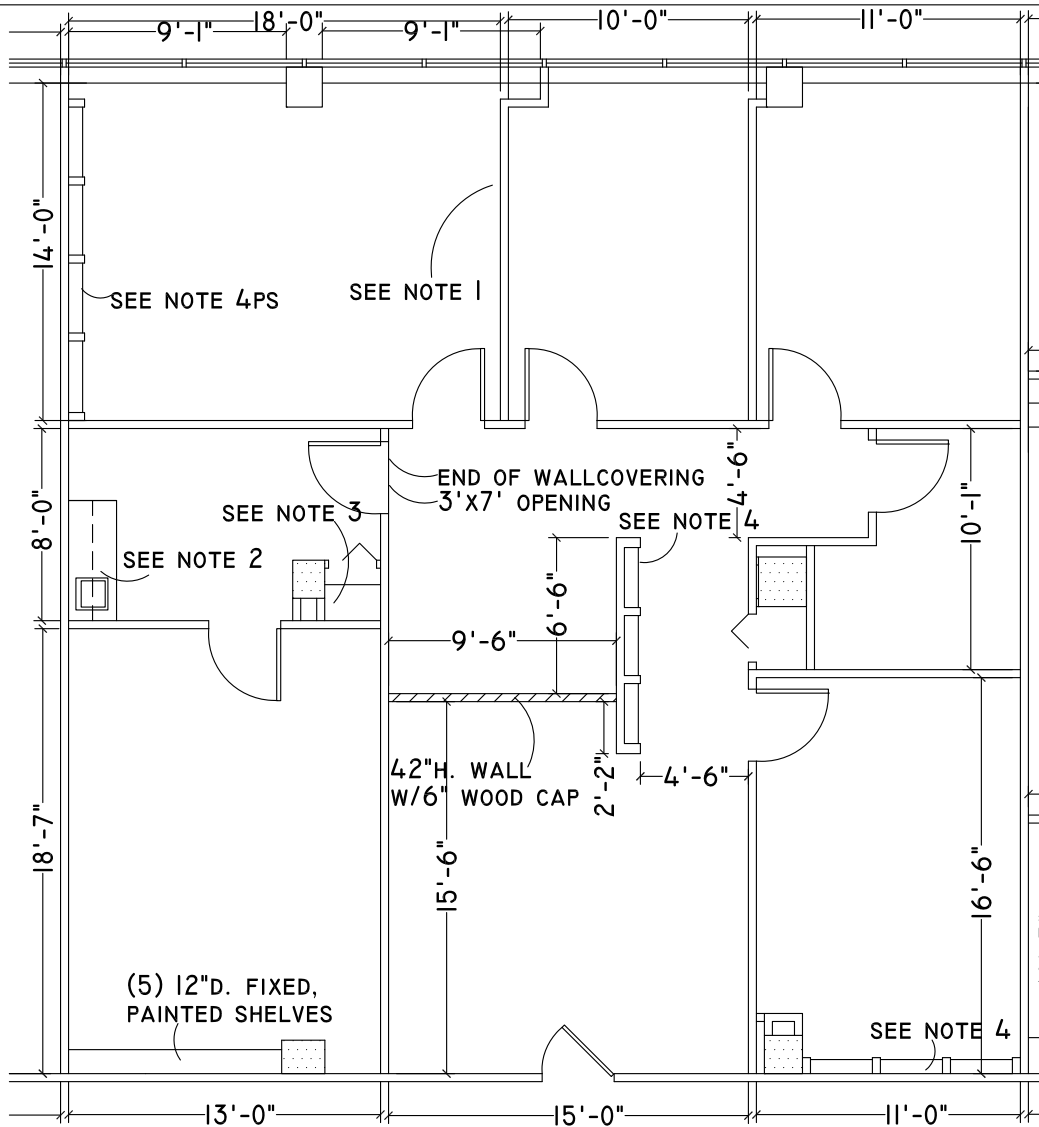 18'-0"
10'-0"
11'-0"
9'-1"
9'-1"
14'-0"
SEE NOTE 4PS
SEE NOTE 1
END OF WALLCOVERING
3'X7' OPENING
4'-6"
8'-0"
SEE NOTE 3
SEE NOTE 4
10'-1"
SEE NOTE 2
6'-6"
9'-6"
42"H. WALL
W/6" WOOD CAP
2'-2"
4'-6"
18'-7"
15'-6"
16'-6"
(5) 12"D. FIXED,
PAINTED SHELVES
SEE NOTE 4
13'-0"
15'-0"
11'-0"